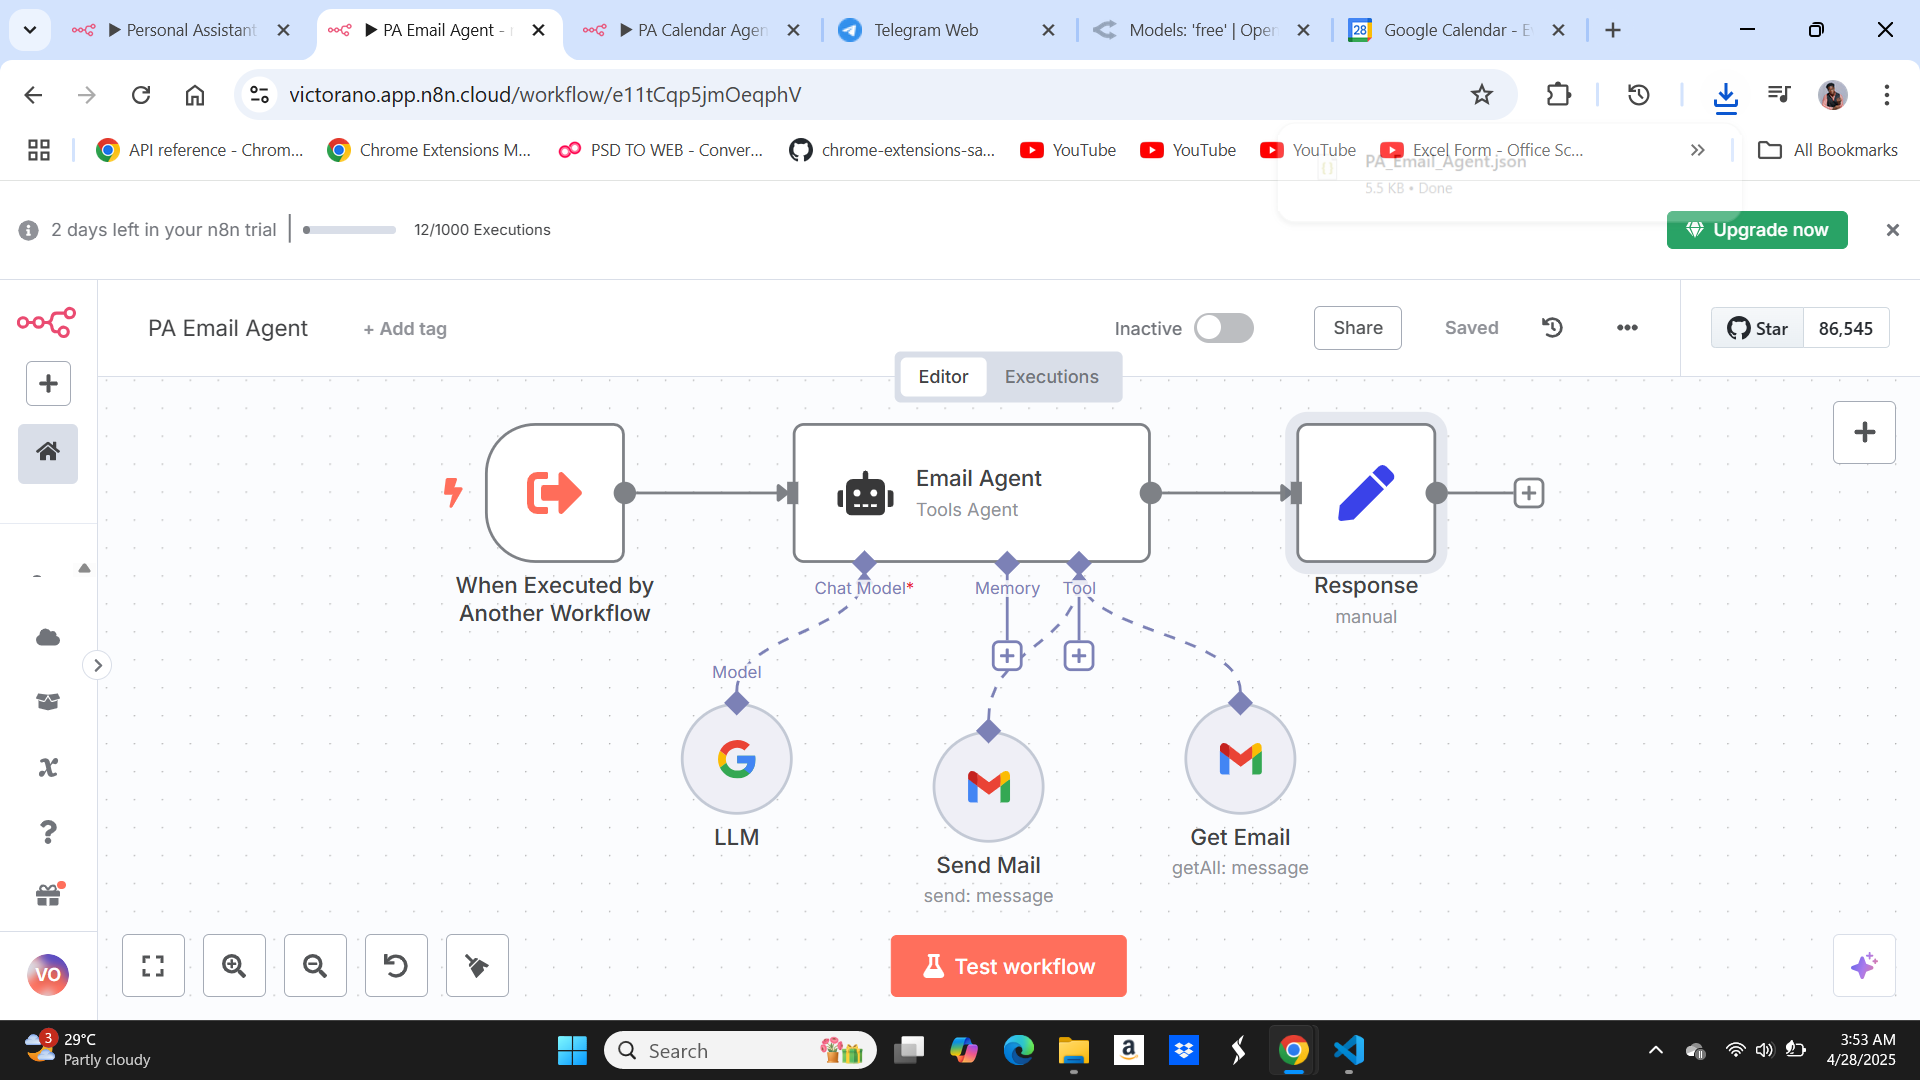 Personal Assistant
PA Email Agent -
PA Calendar Agen
Telegram Web
Models: 'free' | Open
28
Google Calendar - E
victorano.app.n8n.cloud/workflow/e11tCqp5jmOeqphV
API reference - Chrom...
Chrome Extensions M...
PSD TO WEB - Conver...
chrome-extensions-sa...
YouTube
YouTube
YouTube
Excel Form - Office Sc...
All Bookmarks
PA_Email_Agent.json
5.5 KB • Done
2 days left in your n8n trial
12/1000 Executions
Upgrade now
PA Email Agent
+ Add tag
Inactive
Share
Saved
Star
86,545
Editor
Executions
Email Agent
Tools Agent
When Executed by
Another Workflow
Chat Model*
Memory
Tool
Response
manual
Model
LLM
Send Mail
send: message
Get Email
getAll: message
Test workflow
VO
3
29°C
Partly cloudy
Search
3:53 AM
4/28/2025